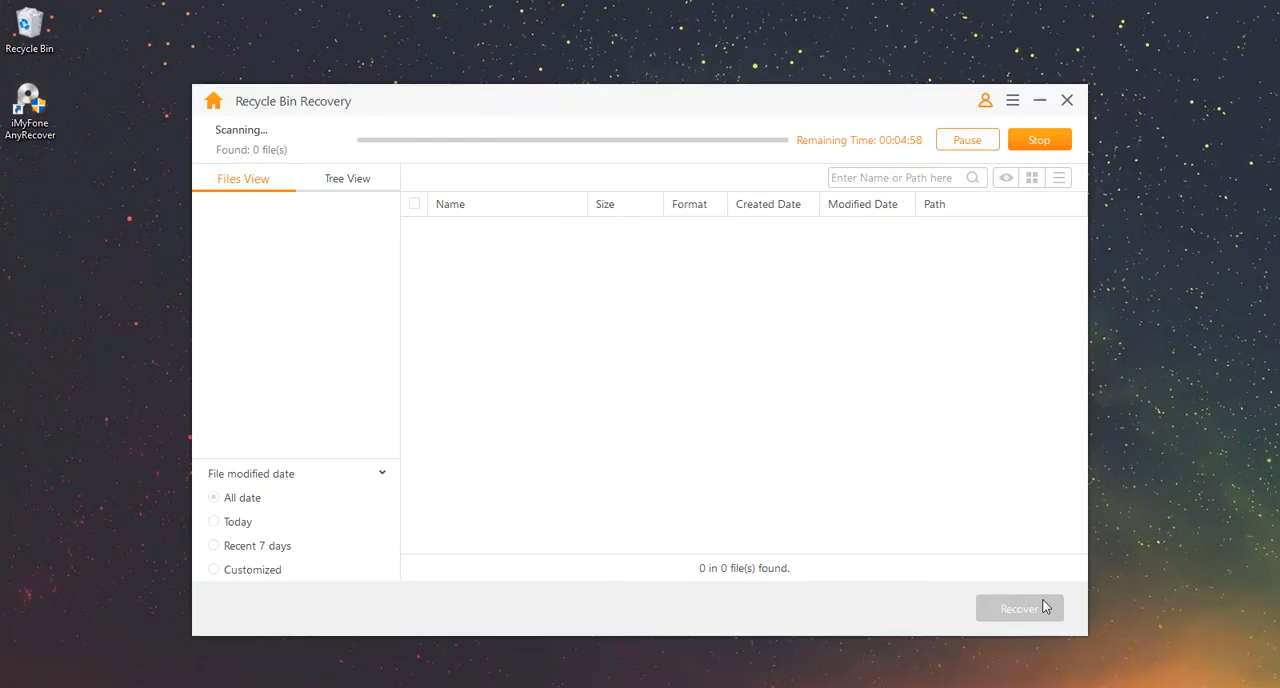 Recycle Bin
iMyFone
AnyRecover
Recycle Bin Recovery
Scanning...
Found: 0 file(s)
Remaining Time: 00:04:58
Pause
Stop
Files View
Tree View
Enter Name or Path here
Name
Size
Format
Created Date
Modified Date
Path
File modified date
All date
Today
Recent 7 days
Customized
0 in 0 file(s) found.
Recover